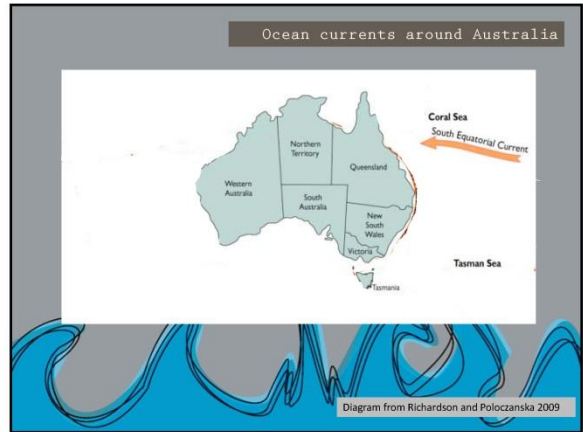 Ocean currents around Australia
Coral Sea
South Equatorial Current
Northern
Territory
Queensland
Western
Australia
South
Australia
New
South
Wales
Victoria
Tasman Sea
Tasmania
Diagram from Richardson and Poloczanska 2009